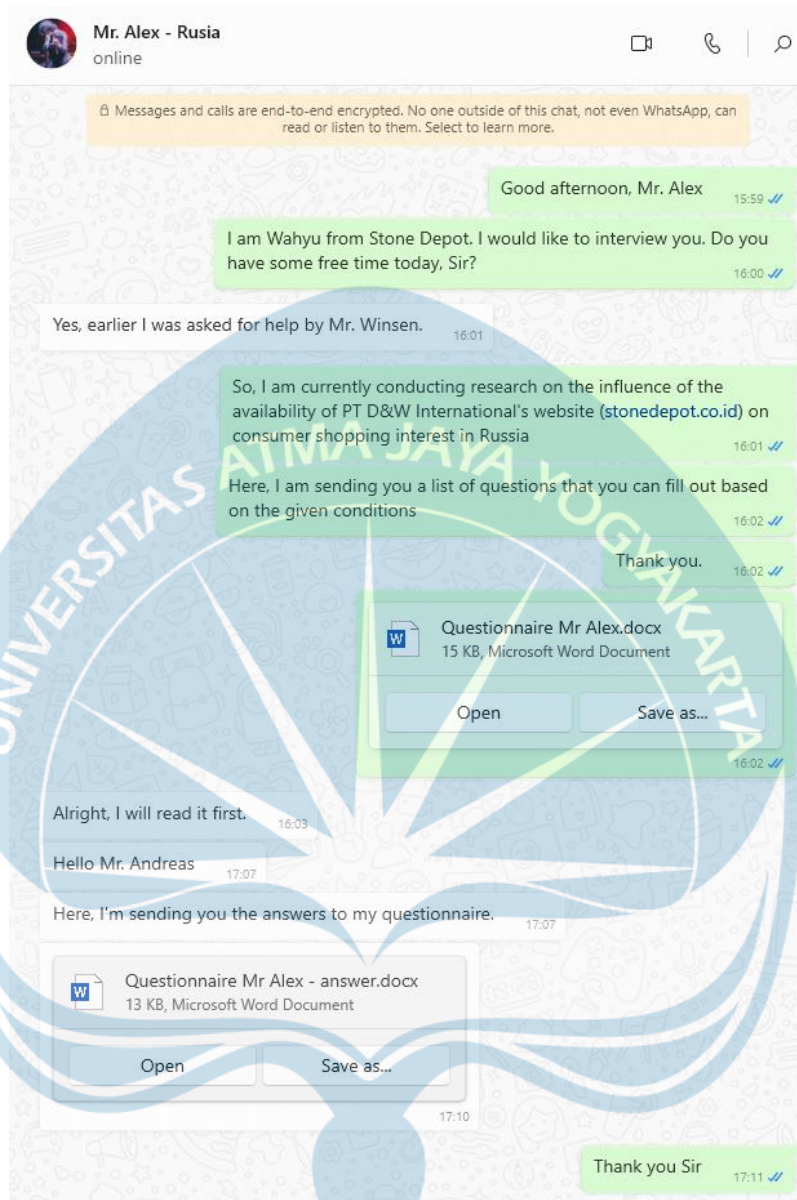 Mr. Alex - Rusia
online
Messages and calls are end-to-end encrypted. No one outside of this chat, not even WhatsApp, can
read or listen to them. Select to learn more.
Good afternoon, Mr. Alex
15:59
I am Wahyu from Stone Depot. I would like to interview you. Do you
have some free time today, Sir?
16:00
Yes, earlier I was asked for help by Mr. Winsen.
16:01
So, I am currently conducting research on the influence of the
availability of PT D&W International's website (stonedepot.co.id) on
consumer shopping interest in Russia
16:01
Here, I am sending you a list of questions that you can fill out based
on the given conditions
16:02
Thank you.
16:02
W
Questionnaire Mr Alex.docx
15 KB, Microsoft Word Document
Open
Save as...
16:02
Alright, I will read it first.
16:03
Hello Mr. Andreas
17:07
Here, I'm sending you the answers to my questionnaire.
17:07
W
Questionnaire Mr Alex - answer.docx
13 KB, Microsoft Word Document
Open
Save as...
17:10
Thank you Sir
17:11
UNIVERSITAS ATMA JAYA YOGYAKARTA